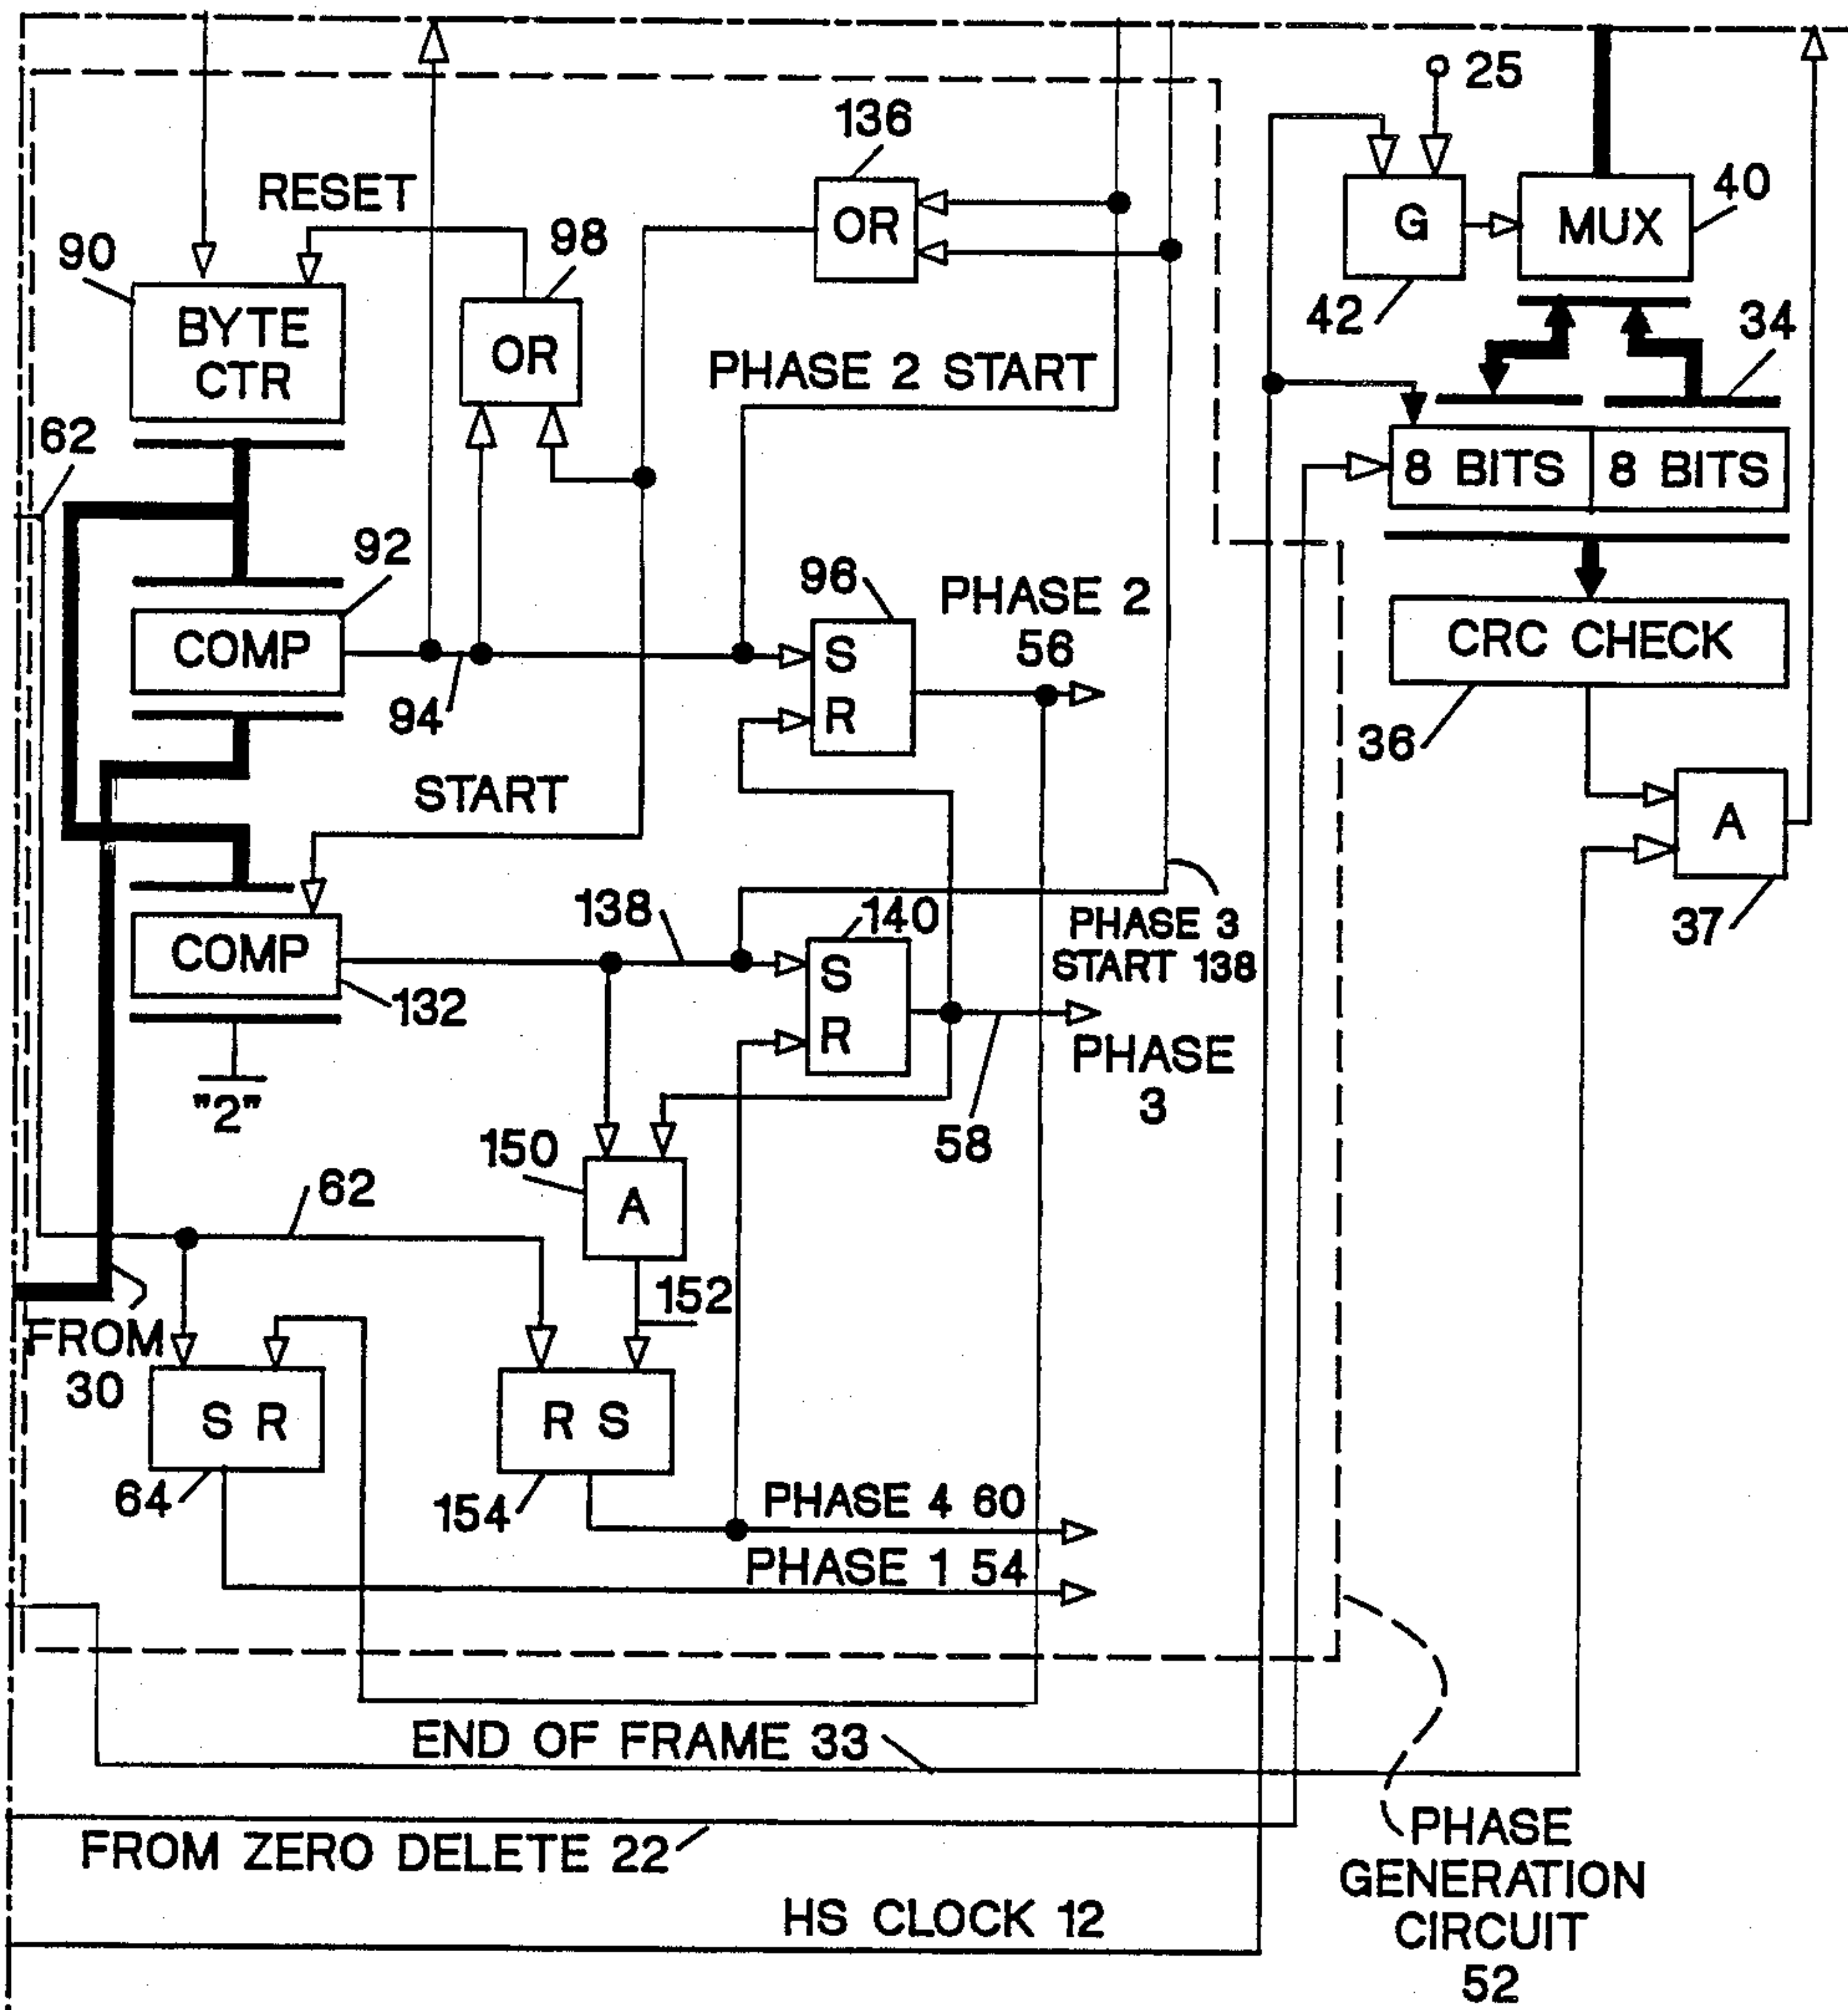 25
136
RESET
OR
G
MUX
40
90
98
BYTE
CTR
OR
42
34
PHASE 2 START
62
8 BITS
8 BITS
92
96
PHASE 2
56
COMP
S
R
CRC CHECK
94
36
START
A
138
140
PHASE 3
START 138
37
COMP
S
R
132
PHASE
3
"2"
58
150
A
62
152
FROM
30
S R
R S
64
154
PHASE 4 60
PHASE 1 54
END OF FRAME 33
FROM ZERO DELETE 22
PHASE
GENERATION
CIRCUIT
52
HS CLOCK 12